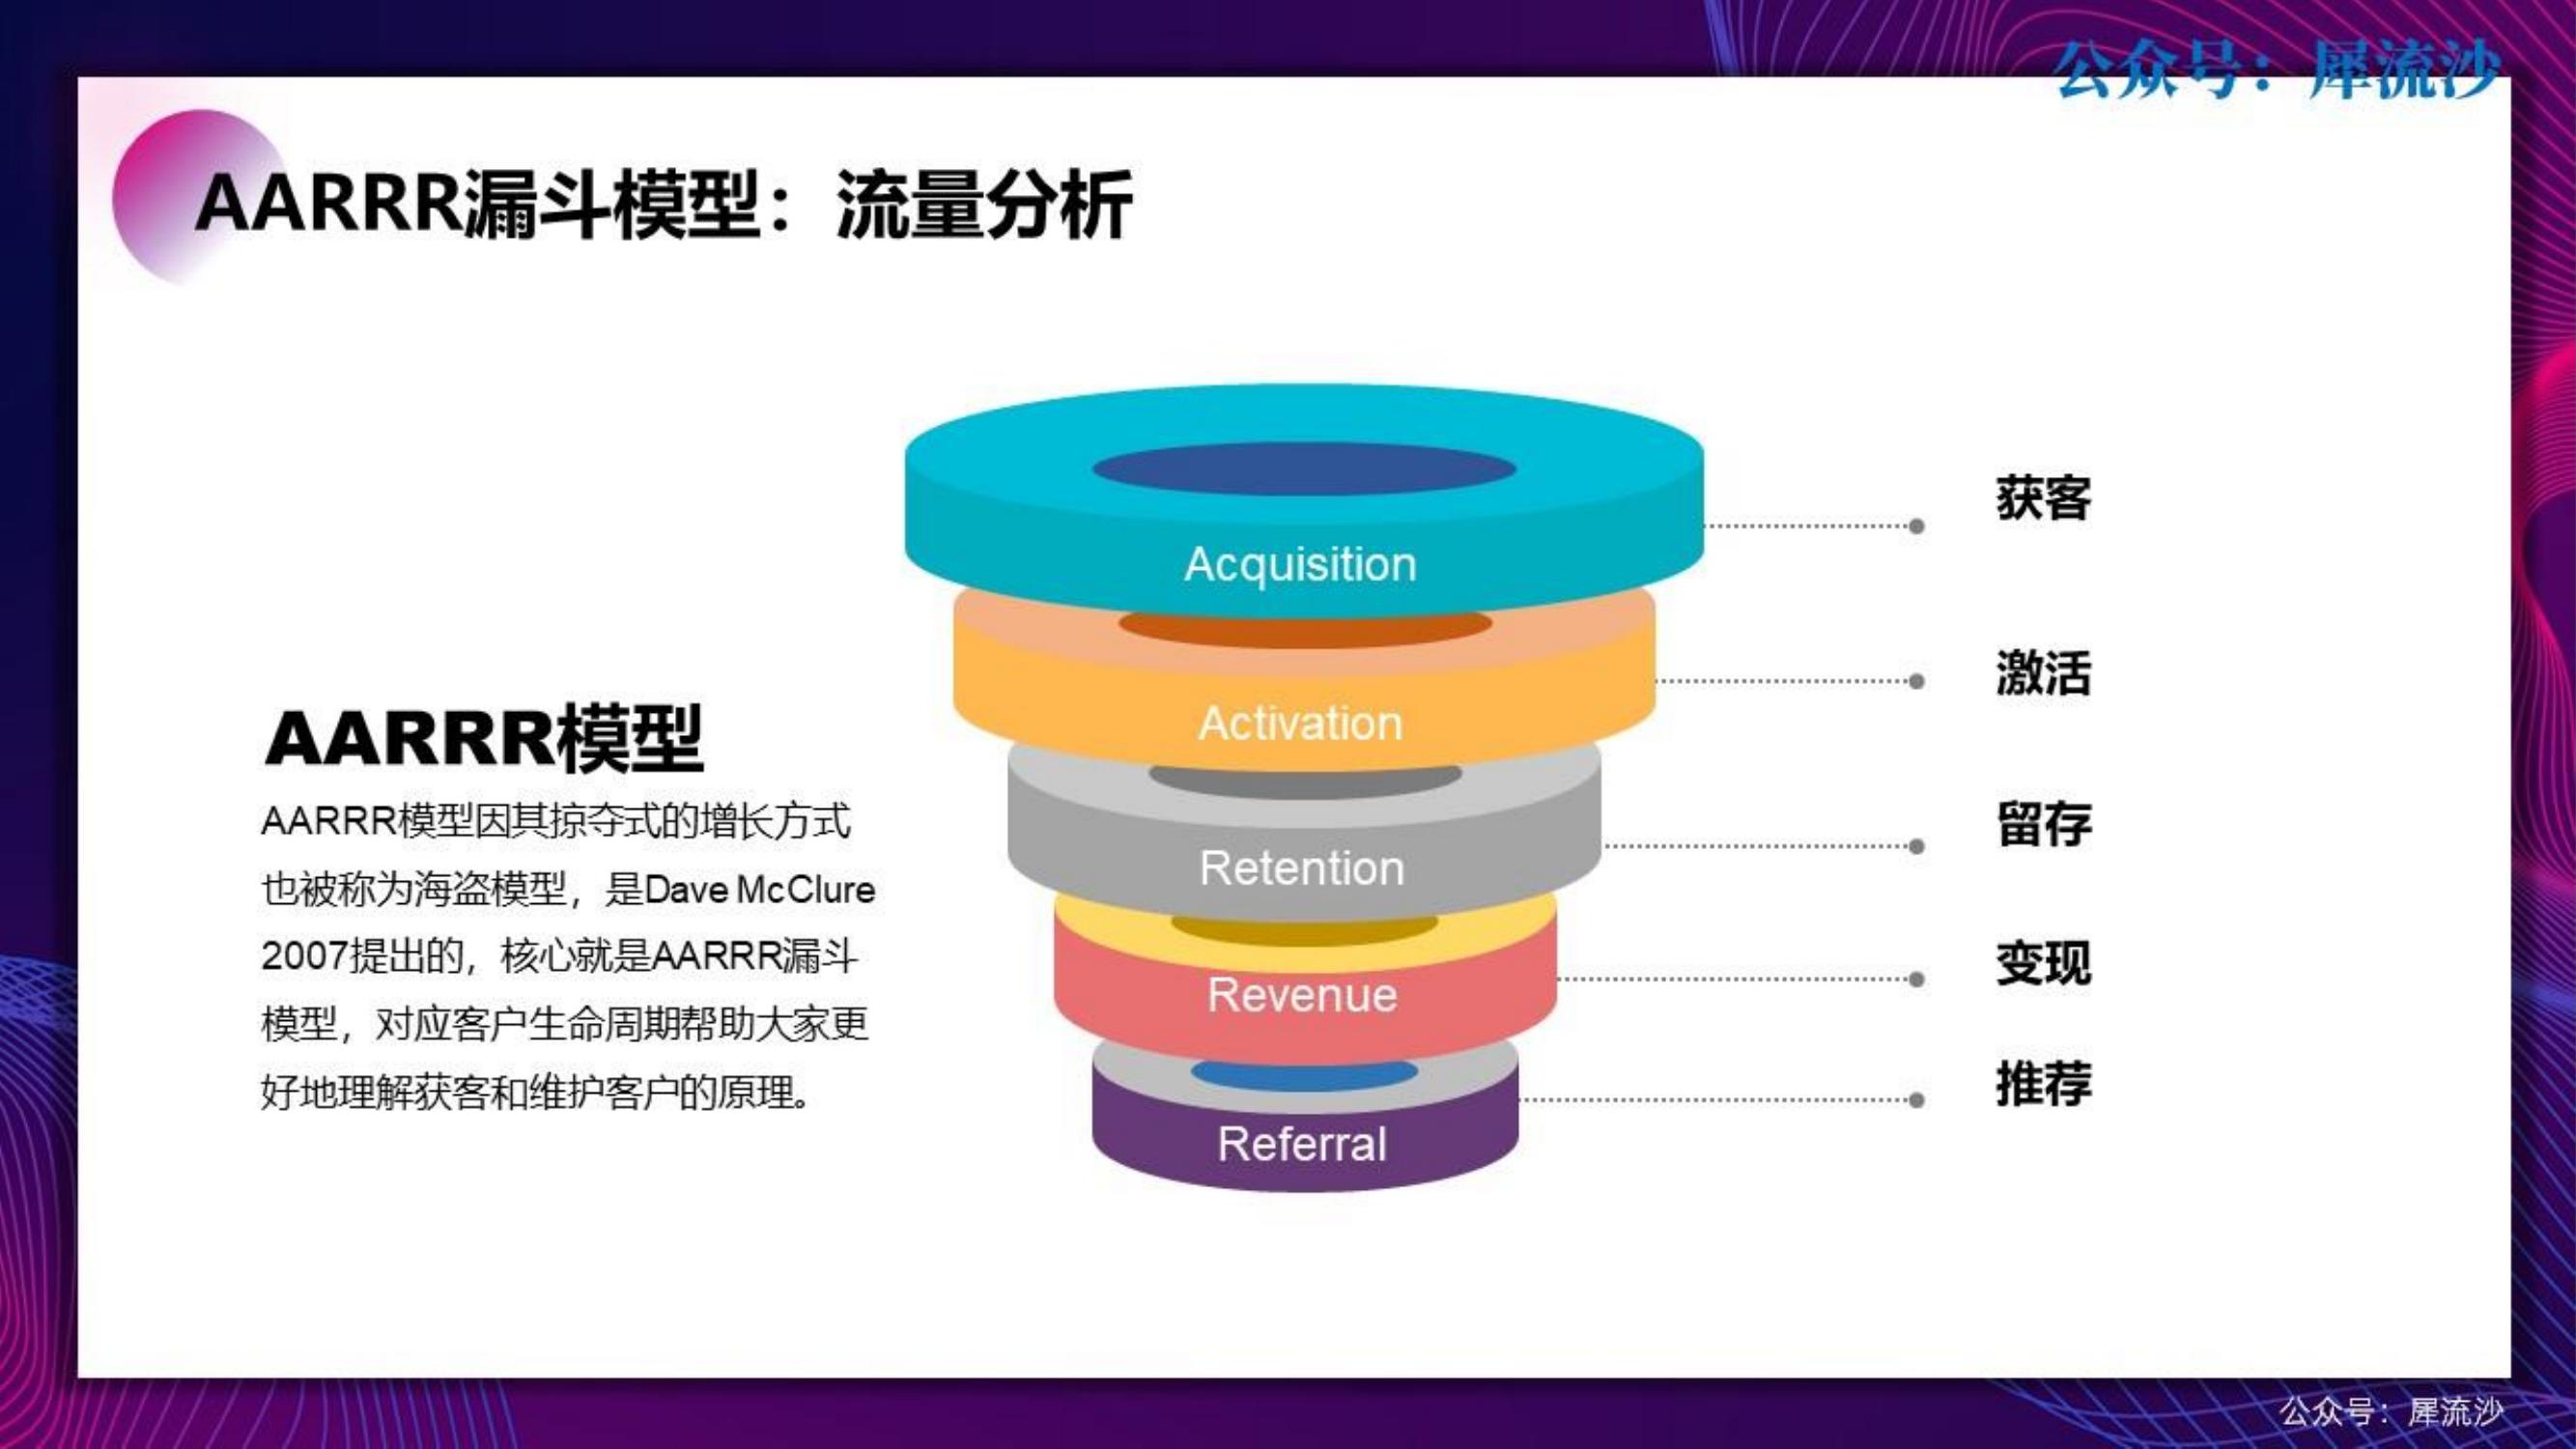 公众号：犀流沙
AARRR漏斗模型：流量分析
Acquisition
获客
Activation
激活
Retention
留存
Revenue
变现
Referral
推荐
AARRR模型
AARRR模型因其掠夺式的增长方式
也被称为海盗模型，是Dave McClure
2007提出的，核心就是AARRR漏斗
模型，对应客户生命周期帮助大家更
好地理解获客和维护客户的原理。
公众号：犀流沙